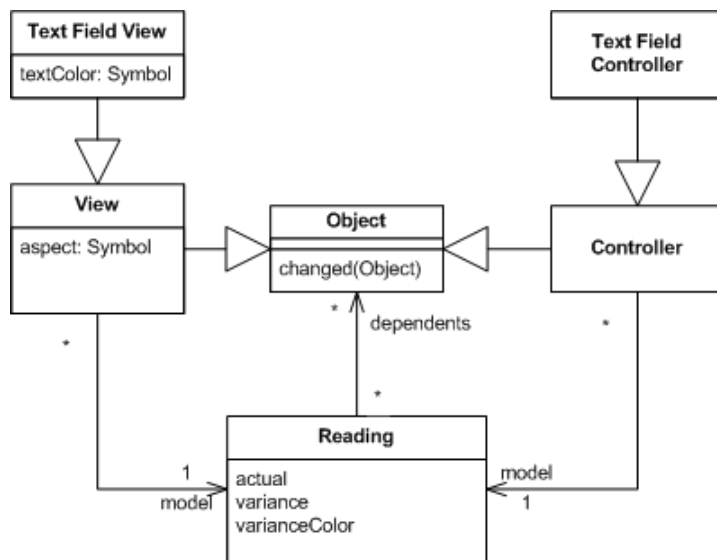 Text Field View
textColor: Symbol
Text Field
Controller
View
aspect: Symbol
Object
changed(Object)
Controller
*
*
dependents
*
*
Reading
actual
variance
varianceColor
1
model
model
1